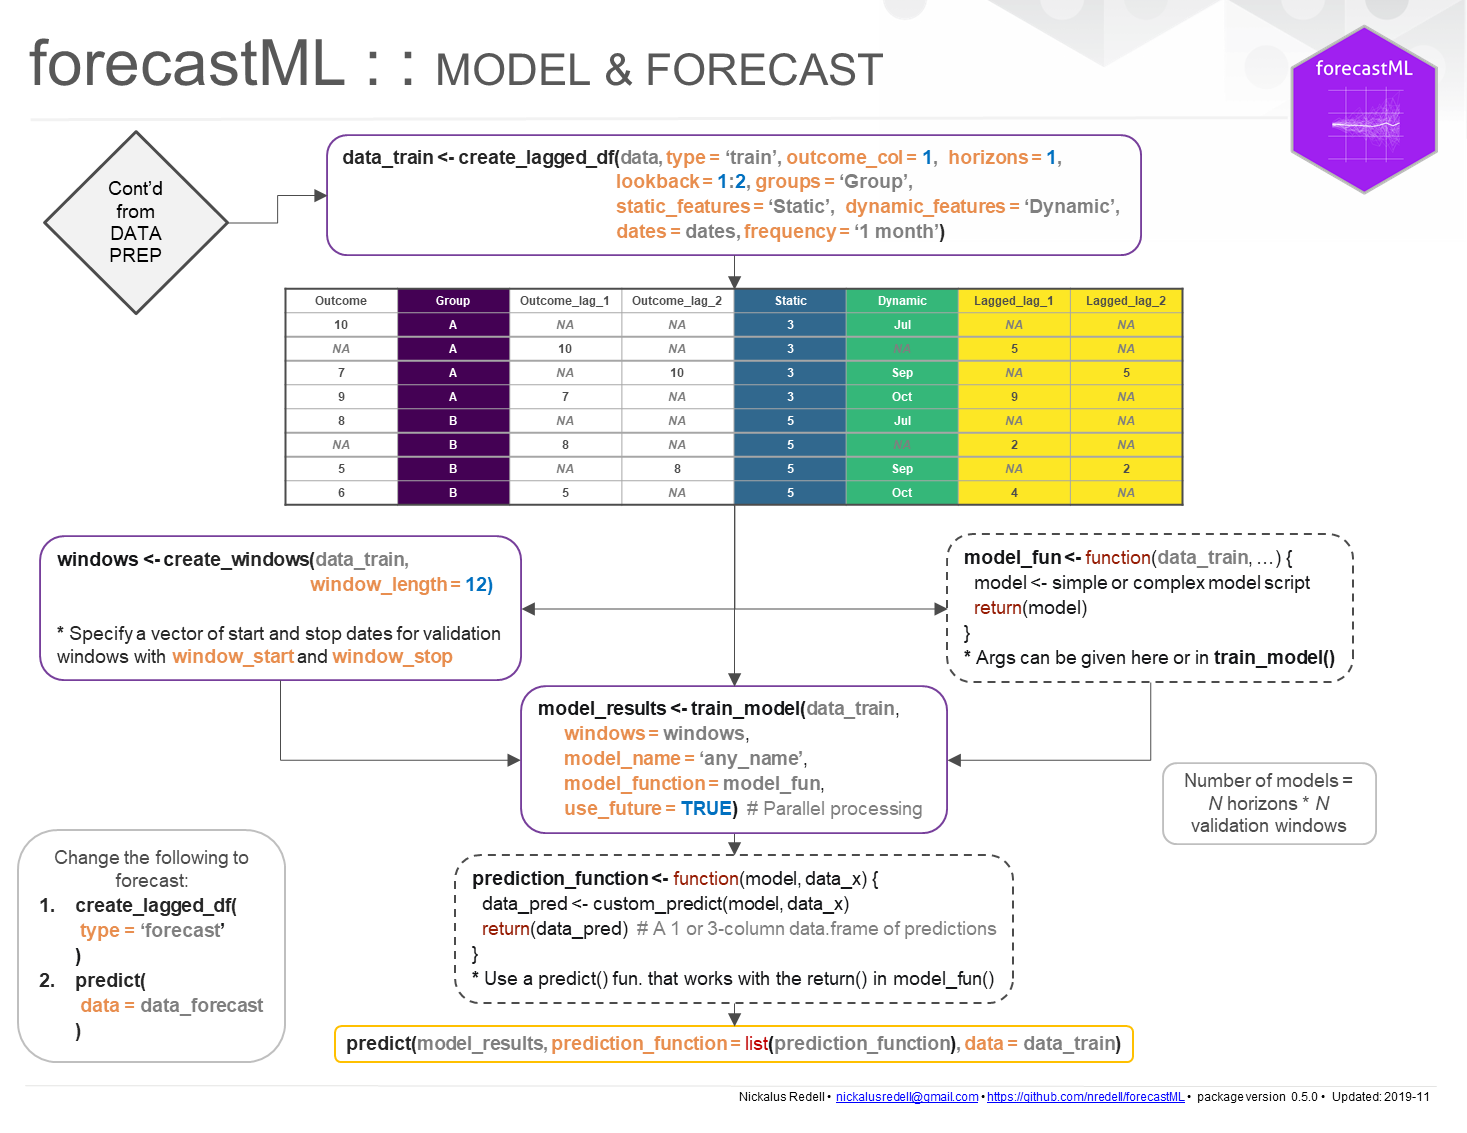 forecastML : : MODEL & FORECAST
forecastML
Cont’d
from
DATA
PREP
data_train <- create_lagged_df(data, type = ‘train’, outcome_col = 1, horizons = 1,
lookback = 1:2, groups = ‘Group’,
static_features = ‘Static’, dynamic_features = ‘Dynamic’,
dates = dates, frequency = ‘1 month’)
Outcome Group Outcome_lag_1 Outcome_lag_2 Static Dynamic Lagged_lag_1 Lagged_lag_2
10 A NA NA 3 Jul NA NA
NA A 10 NA 3 NA 5 NA
7 A NA 10 3 Sep NA 5
9 A 7 NA 3 Oct 9 NA
8 B NA NA 5 Jul NA NA
NA B 8 NA 5 NA 2 NA
5 B NA 8 5 Sep NA 2
6 B 5 NA 5 Oct 4 NA
windows <- create_windows(data_train,
window_length = 12)
* Specify a vector of start and stop dates for validation
windows with window_start and window_stop
model_fun <- function(data_train, …) {
model <- simple or complex model script
return(model)
}
* Args can be given here or in train_model()
model_results <- train_model(data_train,
windows = windows,
model_name = ‘any_name’,
model_function = model_fun,
use_future = TRUE) # Parallel processing
Number of models =
N horizons * N
validation windows
Change the following to
forecast:
1. create_lagged_df(
type = ‘forecast’
)
2. predict(
data = data_forecast
)
prediction_function <- function(model, data_x) {
data_pred <- custom_predict(model, data_x)
return(data_pred) # A 1 or 3-column data.frame of predictions
}
* Use a predict() fun. that works with the return() in model_fun()
predict(model_results, prediction_function = list(prediction_function), data = data_train)
Nickalus Redell • nickalusredell@gmail.com • https://github.com/nredell/forecastML • package version 0.5.0 • Updated: 2019-11